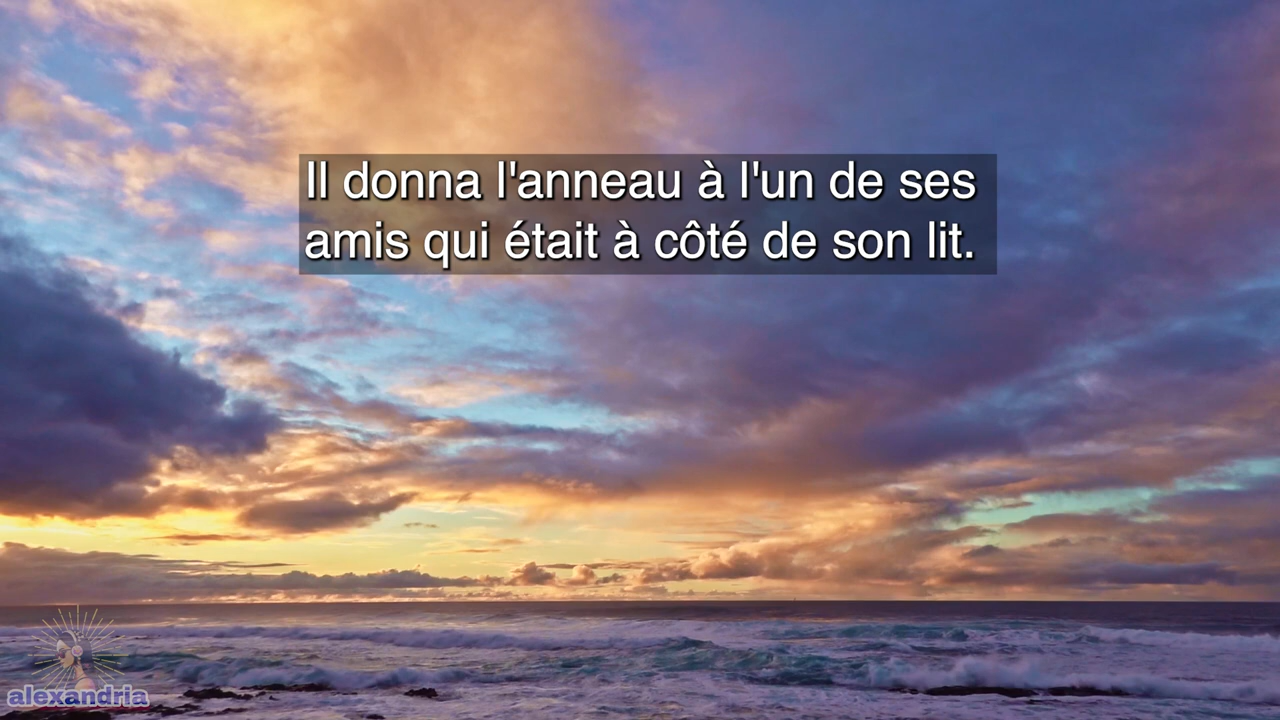 Il donna l'anneau à l'un de ses
amis qui était à côté de son lit.
alexandria